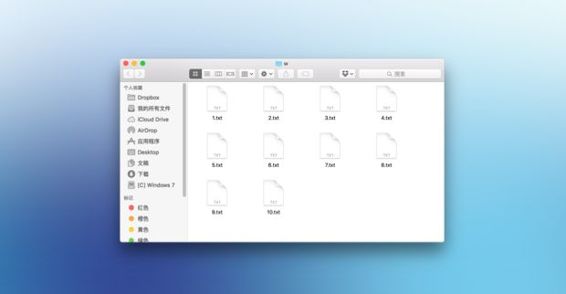 w
搜索
个人收藏
Dropbox
我的所有文件
iCloud Drive
AirDrop
应用程序
Desktop
文稿
下载
[C] Windows 7
标记
红色
橙色
黄色
绿色
TXT TXT TXT TXT
1.txt 2.txt 3.txt 4.txt
TXT TXT TXT TXT
5.txt 6.txt 7.txt 8.txt
TXT TXT
9.txt 10.txt